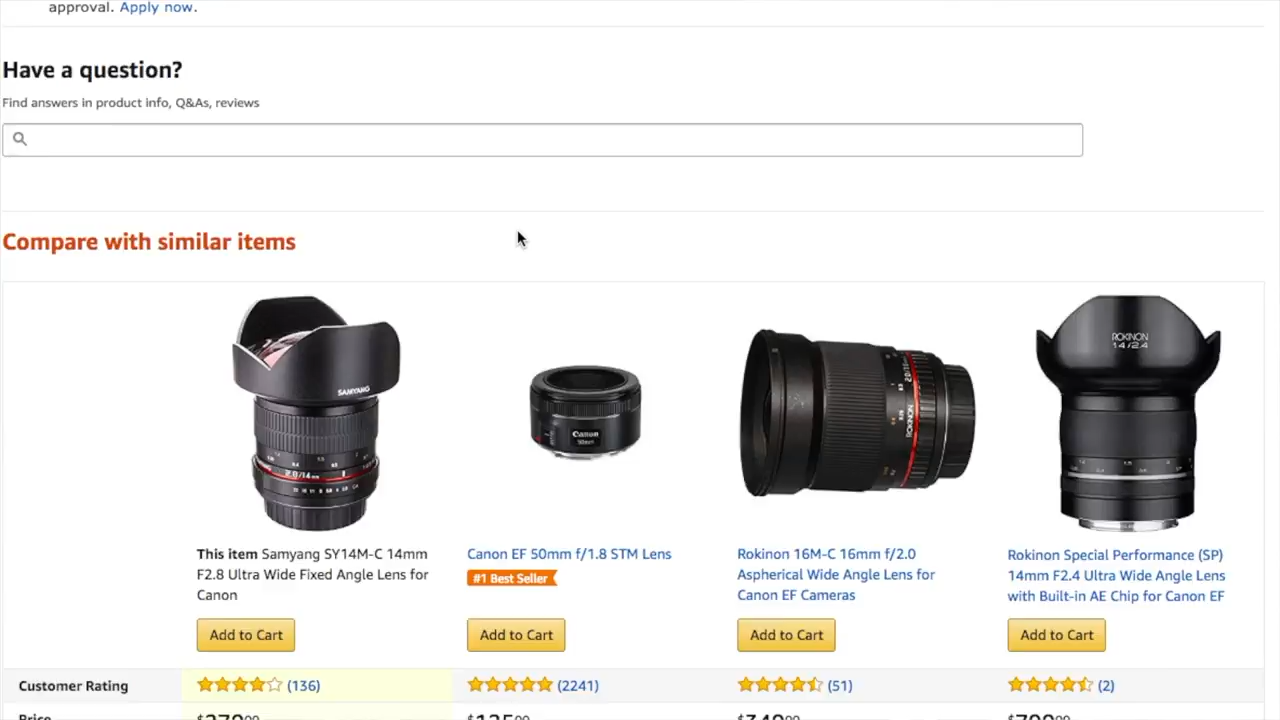 approval. Apply now.
Have a question?
Find answers in product info, Q&As, reviews
Compare with similar items
SAMYANG
Canon
50mm
ROKINON
ROKINON
14/2.4
This item Samyang SY14M-C 14mm
F2.8 Ultra Wide Fixed Angle Lens for
Canon
Canon EF 50mm f/1.8 STM Lens
#1 Best Seller
Rokinon 16M-C 16mm f/2.0
Aspherical Wide Angle Lens for
Canon EF Cameras
Rokinon Special Performance (SP)
14mm F2.4 Ultra Wide Angle Lens
with Built-in AE Chip for Canon EF
Add to Cart
Add to Cart
Add to Cart
Add to Cart
Customer Rating
(136)
(2241)
(51)
(2)
Price